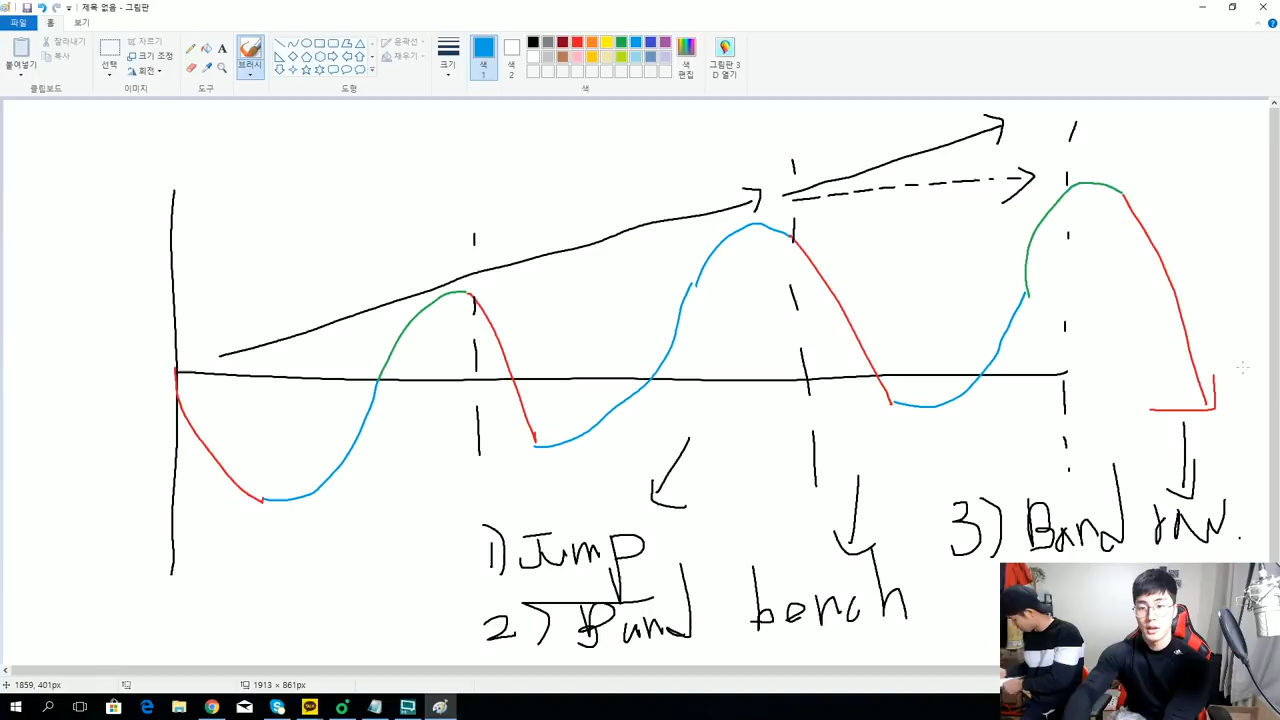 제목 없음 - 그림판
파일 홈 보기
붙여넣기
잘라내기
복사
클립보드
선택
자르기
크기 조정
회전
이미지
A
도구
브러시
윤곽선
채우기
도형
크기
색 1
색 2
색 편집
색
그림판 3D 열기
1) Jump
2) Band bench
3) Band
1859, 401px
1913 × 861px
TALK